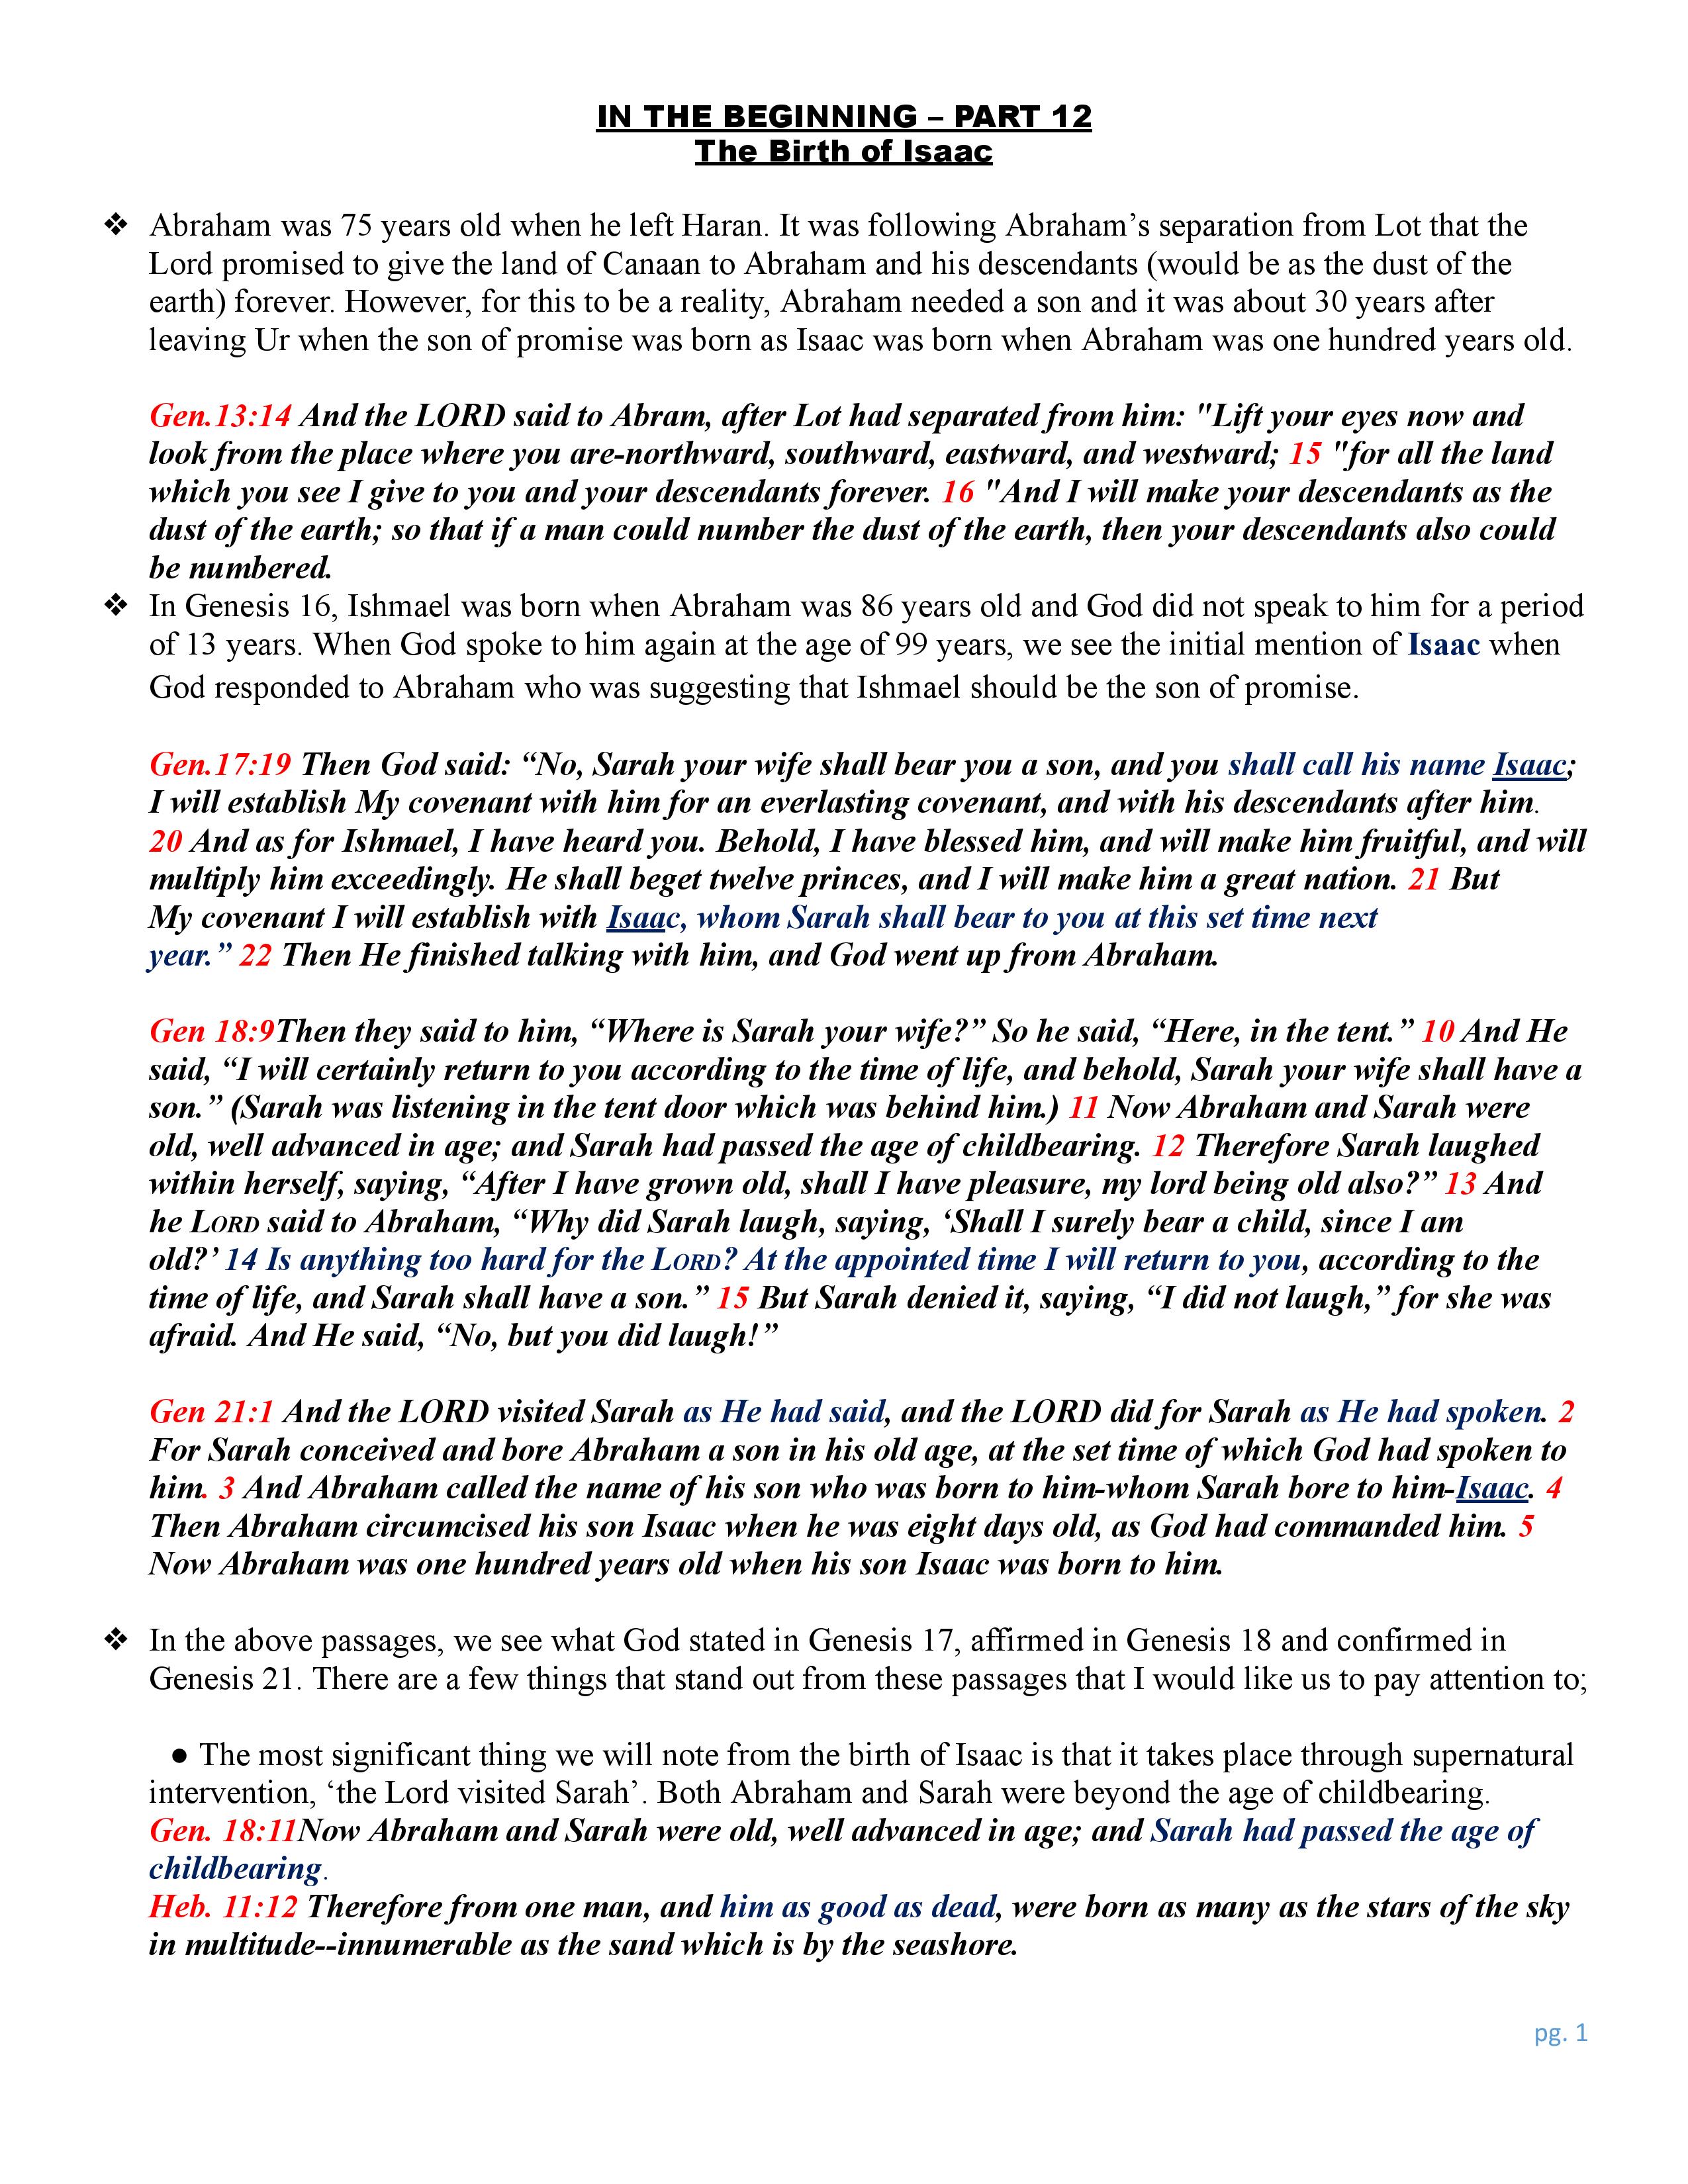 IN THE BEGINNING – PART 12
The Birth of Isaac
❖ Abraham was 75 years old when he left Haran. It was following Abraham’s separation from Lot that the
Lord promised to give the land of Canaan to Abraham and his descendants (would be as the dust of the
earth) forever. However, for this to be a reality, Abraham needed a son and it was about 30 years after
leaving Ur when the son of promise was born as Isaac was born when Abraham was one hundred years old.
Gen.13:14 And the LORD said to Abram, after Lot had separated from him: "Lift your eyes now and
look from the place where you are-northward, southward, eastward, and westward; 15 "for all the land
which you see I give to you and your descendants forever. 16 "And I will make your descendants as the
dust of the earth; so that if a man could number the dust of the earth, then your descendants also could
be numbered.
❖ In Genesis 16, Ishmael was born when Abraham was 86 years old and God did not speak to him for a period
of 13 years. When God spoke to him again at the age of 99 years, we see the initial mention of Isaac when
God responded to Abraham who was suggesting that Ishmael should be the son of promise.
Gen.17:19 Then God said: “No, Sarah your wife shall bear you a son, and you shall call his name Isaac;
I will establish My covenant with him for an everlasting covenant, and with his descendants after him.
20 And as for Ishmael, I have heard you. Behold, I have blessed him, and will make him fruitful, and will
multiply him exceedingly. He shall beget twelve princes, and I will make him a great nation. 21 But
My covenant I will establish with Isaac, whom Sarah shall bear to you at this set time next
year.” 22 Then He finished talking with him, and God went up from Abraham.
Gen 18:9Then they said to him, “Where is Sarah your wife?” So he said, “Here, in the tent.” 10 And He
said, “I will certainly return to you according to the time of life, and behold, Sarah your wife shall have a
son.” (Sarah was listening in the tent door which was behind him.) 11 Now Abraham and Sarah were
old, well advanced in age; and Sarah had passed the age of childbearing. 12 Therefore Sarah laughed
within herself, saying, “After I have grown old, shall I have pleasure, my lord being old also?” 13 And
he LORD said to Abraham, “Why did Sarah laugh, saying, ‘Shall I surely bear a child, since I am
old?’ 14 Is anything too hard for the LORD? At the appointed time I will return to you, according to the
time of life, and Sarah shall have a son.” 15 But Sarah denied it, saying, “I did not laugh,” for she was
afraid. And He said, “No, but you did laugh!”
Gen 21:1 And the LORD visited Sarah as He had said, and the LORD did for Sarah as He had spoken. 2
For Sarah conceived and bore Abraham a son in his old age, at the set time of which God had spoken to
him. 3 And Abraham called the name of his son who was born to him-whom Sarah bore to him-Isaac. 4
Then Abraham circumcised his son Isaac when he was eight days old, as God had commanded him. 5
Now Abraham was one hundred years old when his son Isaac was born to him.
❖ In the above passages, we see what God stated in Genesis 17, affirmed in Genesis 18 and confirmed in
Genesis 21. There are a few things that stand out from these passages that I would like us to pay attention to;
● The most significant thing we will note from the birth of Isaac is that it takes place through supernatural
intervention, ‘the Lord visited Sarah’. Both Abraham and Sarah were beyond the age of childbearing.
Gen. 18:11Now Abraham and Sarah were old, well advanced in age; and Sarah had passed the age of
childbearing.
Heb. 11:12 Therefore from one man, and him as good as dead, were born as many as the stars of the sky
in multitude--innumerable as the sand which is by the seashore.
pg. 1